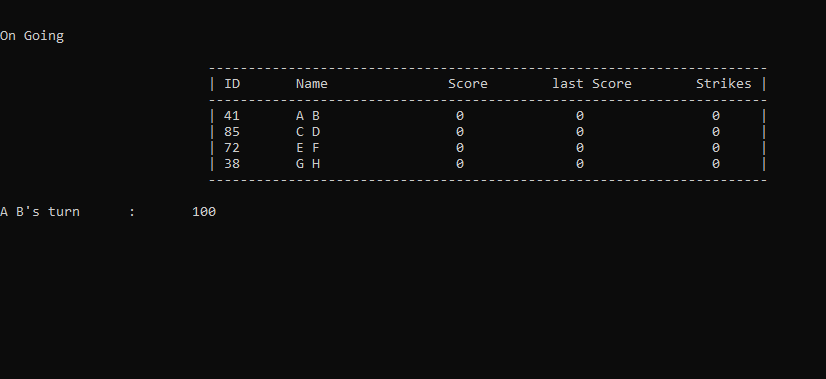 On Going
----------------------------------------------------------------------
| ID       Name               Score        last Score        Strikes |
----------------------------------------------------------------------
| 41       A B                 0              0                0     |
| 85       C D                 0              0                0     |
| 72       E F                 0              0                0     |
| 38       G H                 0              0                0     |
----------------------------------------------------------------------
A B's turn      :       100